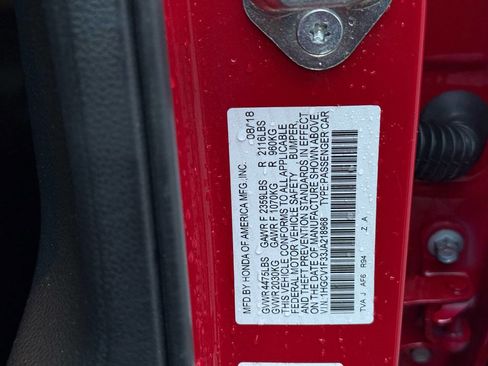 MFD. BY HONDA OF AMERICA MFG., INC. 08/18
GVWR 4475LBS GAWR F 2359LBS R 2116LBS
GVWR 2030KG GAWR F 1070KG R 960KG
THIS VEHICLE CONFORMS TO ALL APPLICABLE
FEDERAL MOTOR VEHICLE SAFETY , BUMPER,
AND THEFT PREVENTION STANDARDS IN EFFECT
ON THE DATE OF MANUFACTURE SHOWN ABOVE.
V.I.N. :1HGCV1F33JA218968 TYPE:PASSENGER CAR
TVA J AF6 R94 Z A